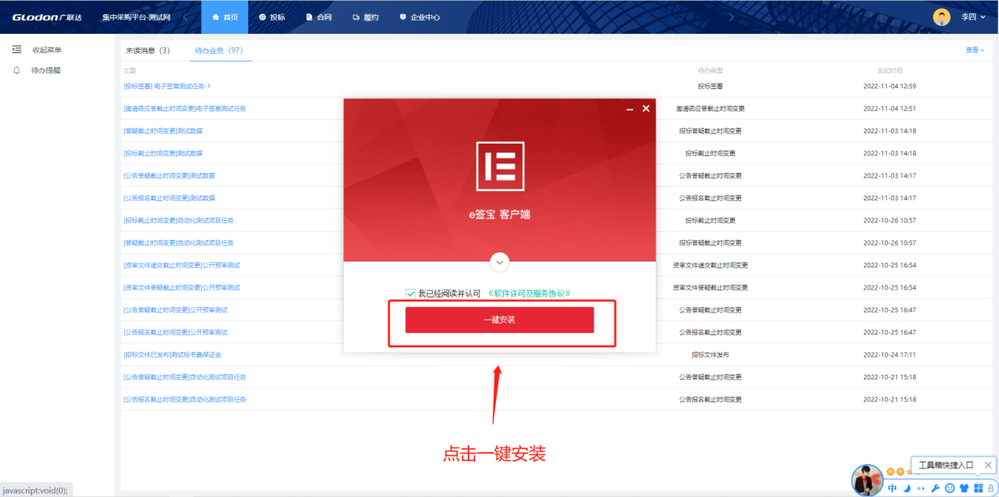 GLODON广联达 集中采购平台-测试网 首页 投标 合同 履约 企业中心 李四
收起菜单
待办提醒
未读消息（3） 待办业务（97） 查看 >
主题 待办类型 发起时间
[投标签署] 电子签章测试任务-1 投标签署 2022-11-04 12:59
[邀请函应答截止时间变更]电子签章测试任务 邀请函应答截止时间变更 2022-11-04 12:51
[答疑截止时间变更]测试数据 招标答疑截止时间变更 2022-11-03 14:18
[投标截止时间变更]测试数据 投标截止时间变更 2022-11-03 14:18
[公告答疑截止时间变更]测试数据 公告答疑截止时间变更 2022-11-03 14:17
[公告报名截止时间变更]测试数据 公告报名截止时间变更 2022-11-03 14:17
[投标截止时间变更]自动化测试项目任务 投标截止时间变更 2022-10-26 10:57
[答疑截止时间变更]自动化测试项目任务 招标答疑截止时间变更 2022-10-26 10:57
[资审文件递交截止时间变更]公开预审测试 资审文件递交截止时间变更 2022-10-25 16:54
[资审文件答疑截止时间变更]公开预审测试 资审文件答疑截止时间变更 2022-10-25 16:54
[公告答疑截止时间变更]公开预审测试 公告答疑截止时间变更 2022-10-25 16:47
[公告报名截止时间变更]公开预审测试 公告报名截止时间变更 2022-10-25 16:47
[招标文件已发布]测试标书费保证金 招标文件发布 2022-10-24 17:11
[公告答疑截止时间变更]自动化测试项目任务 公告答疑截止时间变更 2022-10-21 15:18
[公告报名截止时间变更]自动化测试项目任务 公告报名截止时间变更 2022-10-21 15:18
e签宝 客户端
我已经阅读并认可 《软件许可及服务协议》
一键安装
点击一键安装
工具箱快捷入口
中
javascript:void(0);